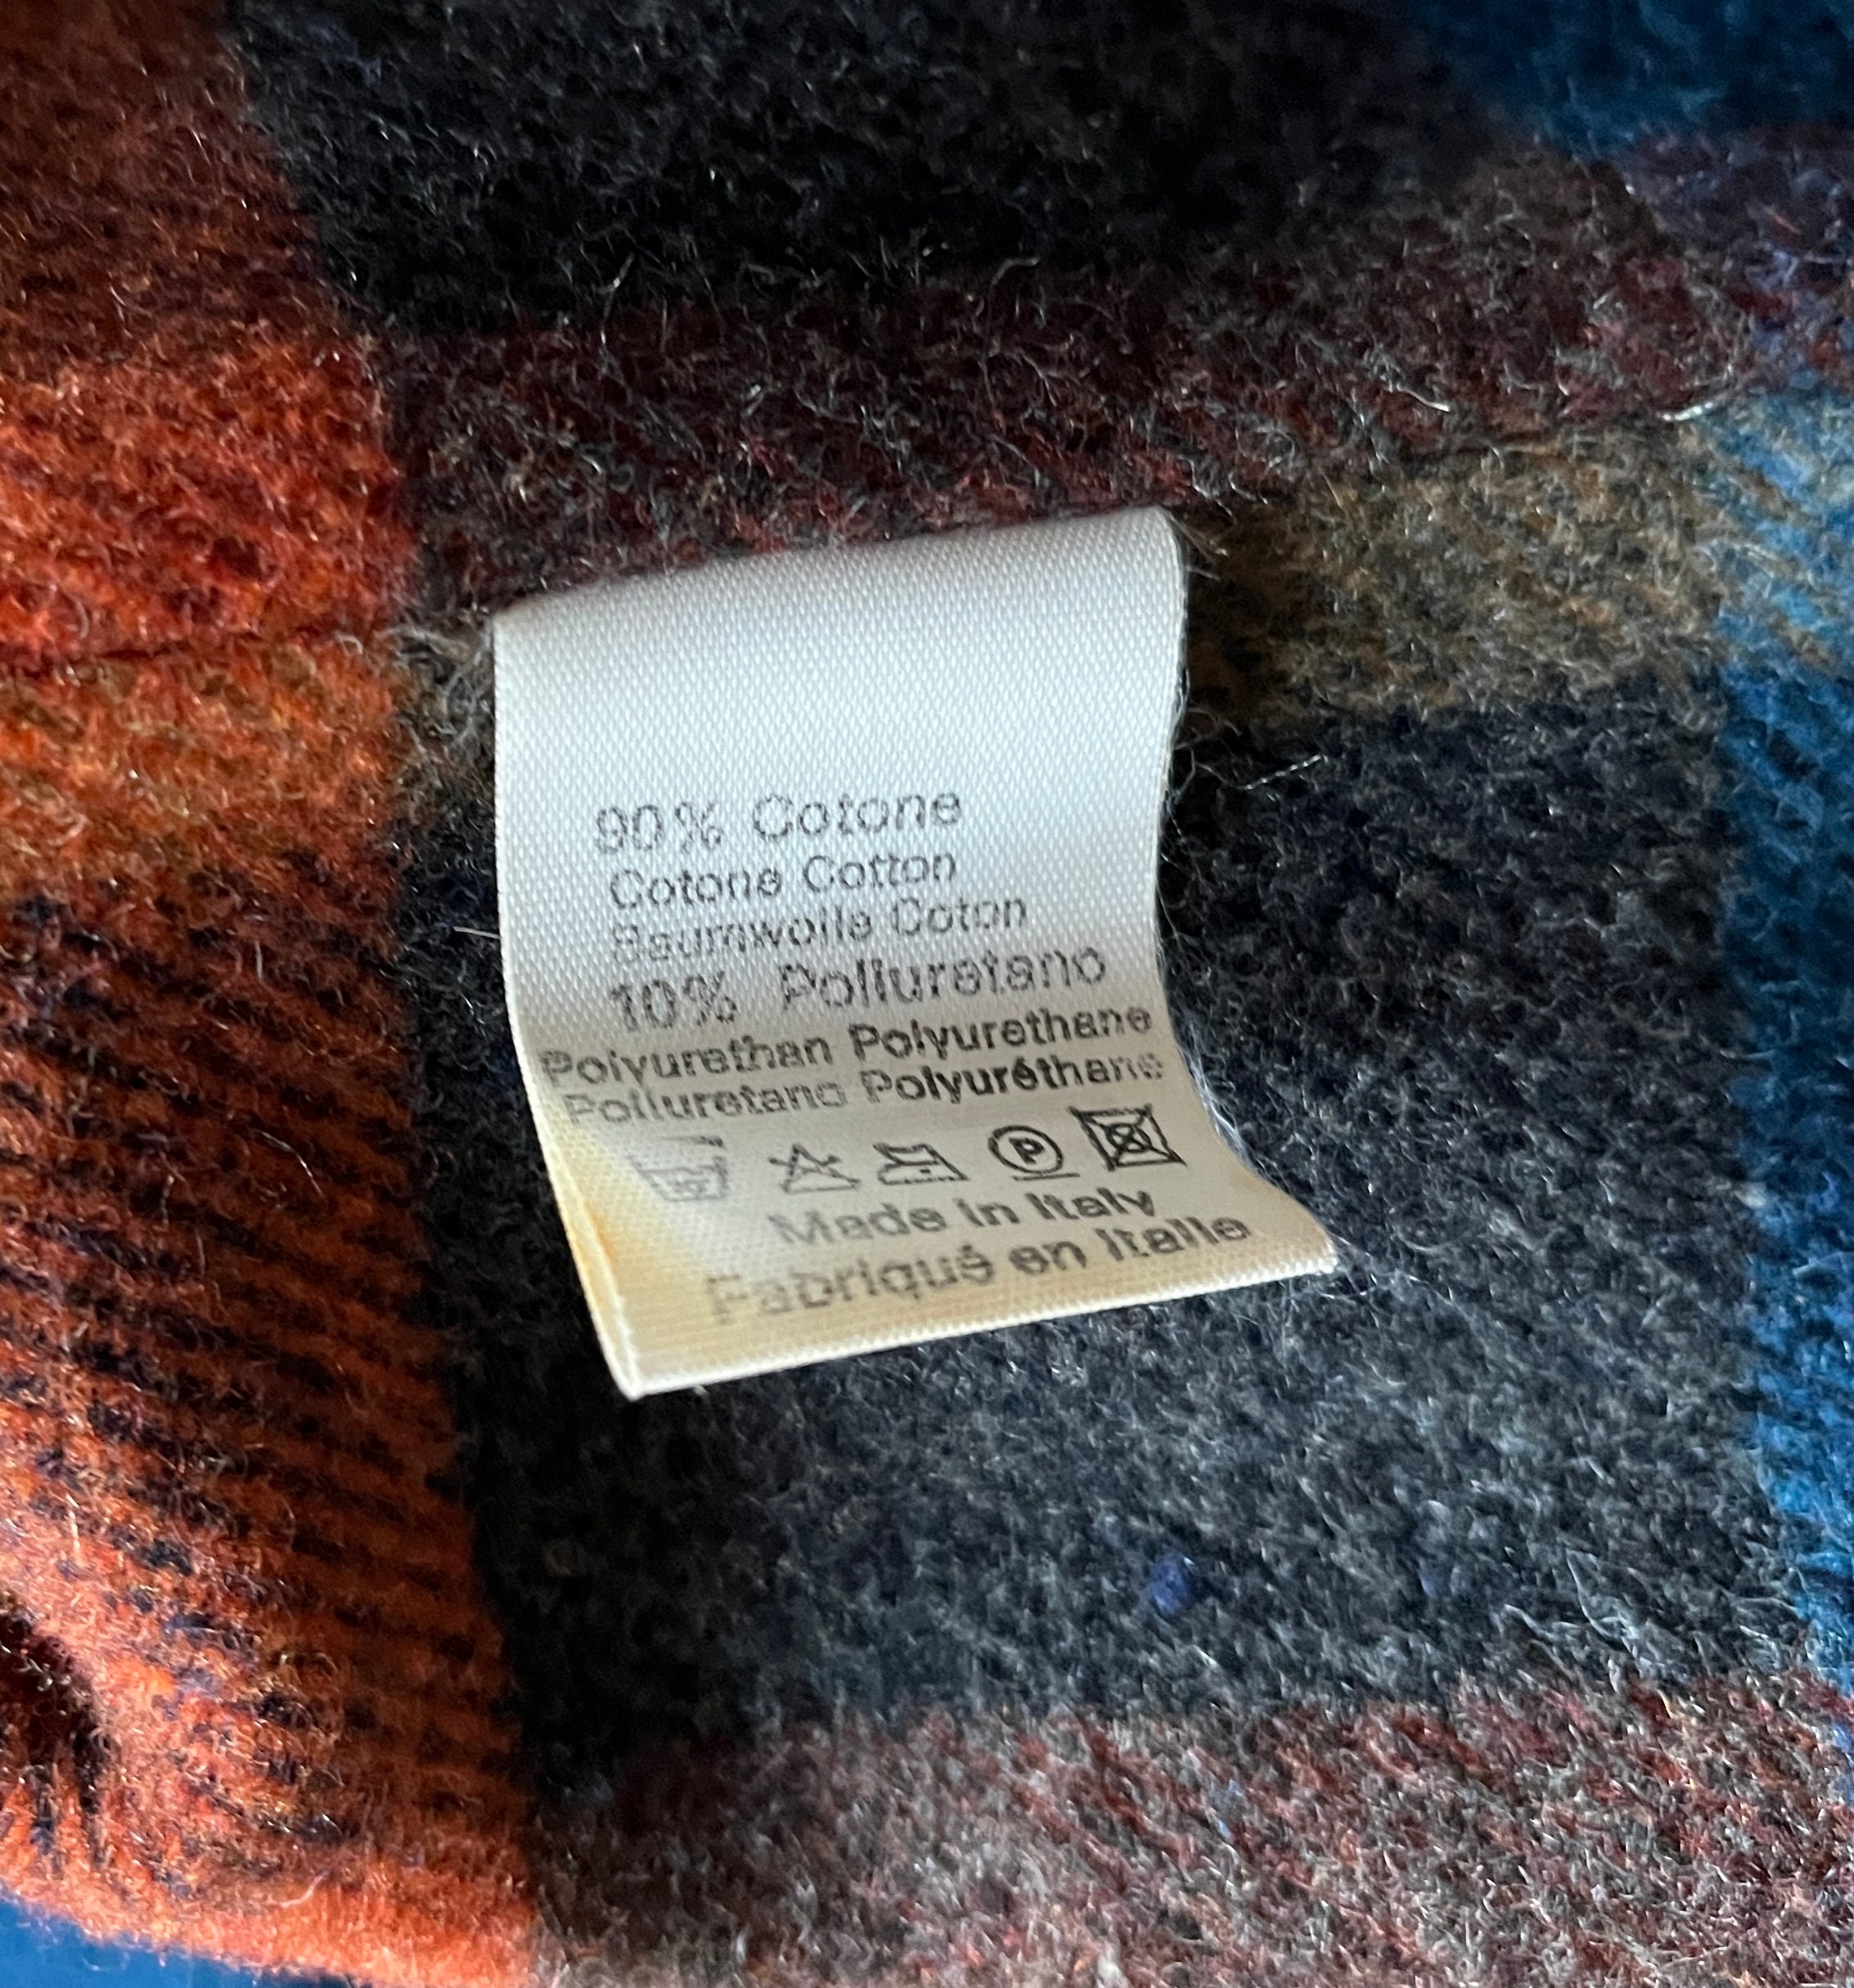 90% Cotone
Cotone Cotton
Baumwolle Coton
10% Poliuretano
Polyurethan Polyurethane
Poliuretano Polyuréthane
P
Made in Italy
Fabriqué en Italie